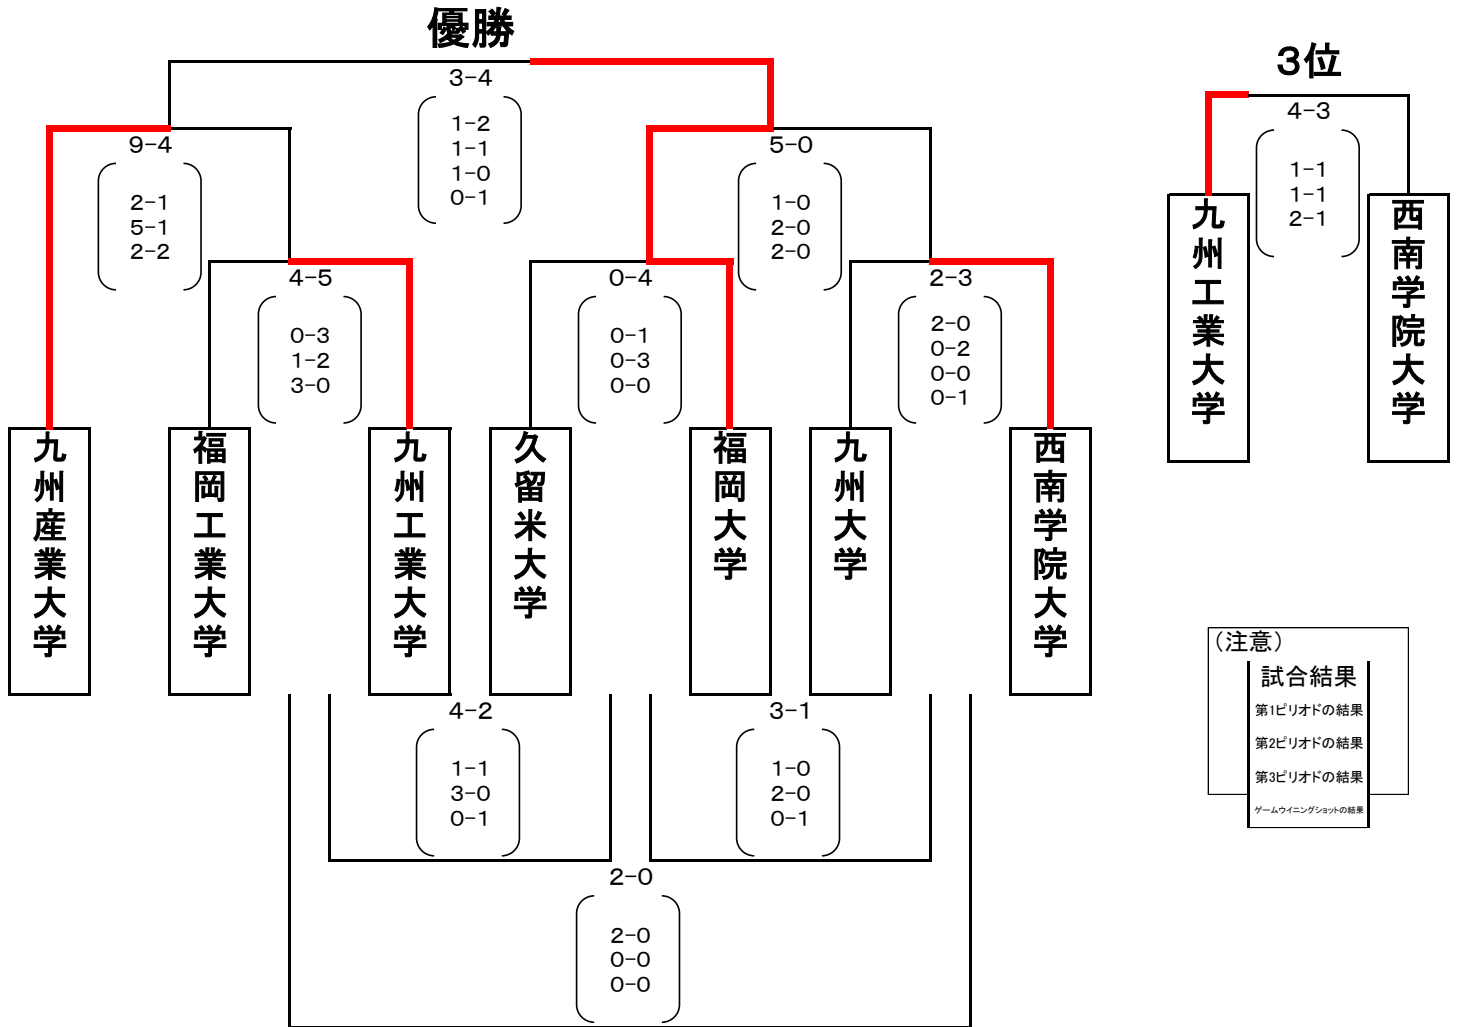 優勝
3-4
1-2
1-1
1-0
0-1
9-4
2-1
5-1
2-2
5-0
1-0
2-0
2-0
4-5
0-3
1-2
3-0
0-4
0-1
0-3
0-0
2-3
2-0
0-2
0-0
0-1
九州産業大学
福岡工業大学
九州工業大学
久留米大学
福岡大学
九州大学
西南学院大学
4-2
1-1
3-0
0-1
3-1
1-0
2-0
0-1
2-0
2-0
0-0
0-0
3位
4-3
1-1
1-1
2-1
九州工業大学
西南学院大学
(注意)
試合結果
第1ピリオドの結果
第2ピリオドの結果
第3ピリオドの結果
ゲームウイニングショットの結果